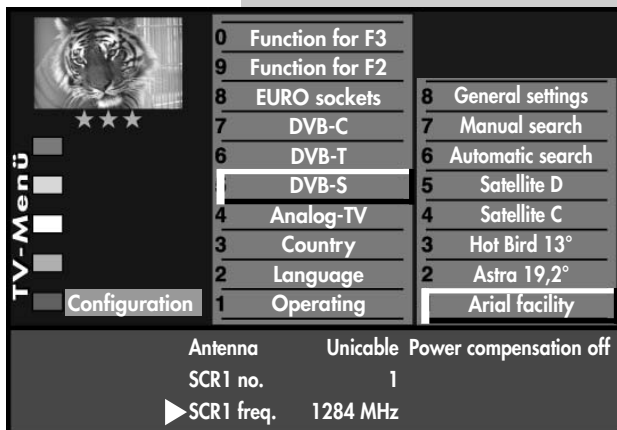 TV-Menü
Configuration
0 Function for F3
9 Function for F2
8 EURO sockets
7 DVB-C
6 DVB-T
DVB-S
4 Analog-TV
3 Country
2 Language
1 Operating
8 General settings
7 Manual search
6 Automatic search
5 Satellite D
4 Satellite C
3 Hot Bird 13°
2 Astra 19,2°
Arial facility
Antenna Unicable Power compensation off
SCR1 no. 1
SCR1 freq. 1284 MHz